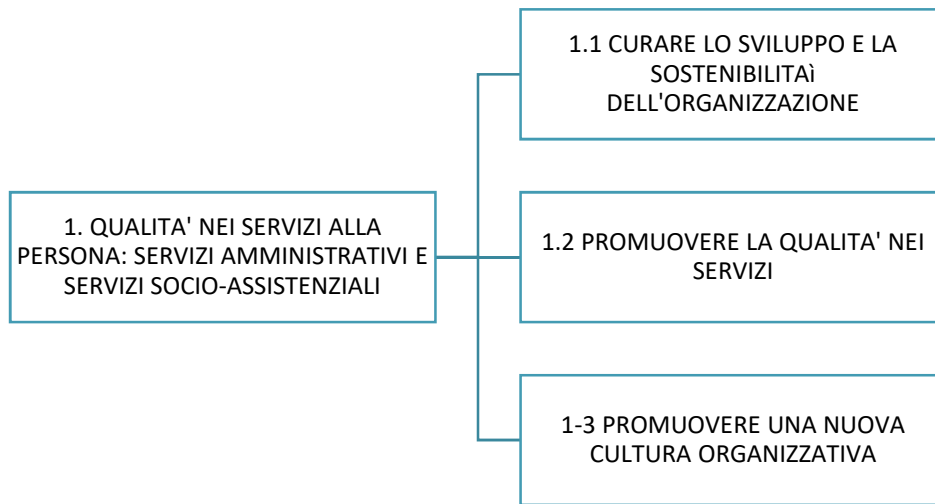 1. QUALITA' NEI SERVIZI ALLA
PERSONA: SERVIZI AMMINISTRATIVI E
SERVIZI SOCIO-ASSISTENZIALI
1.1 CURARE LO SVILUPPO E LA
SOSTENIBILITAì
DELL'ORGANIZZAZIONE
1.2 PROMUOVERE LA QUALITA' NEI
SERVIZI
1-3 PROMUOVERE UNA NUOVA
CULTURA ORGANIZZATIVA